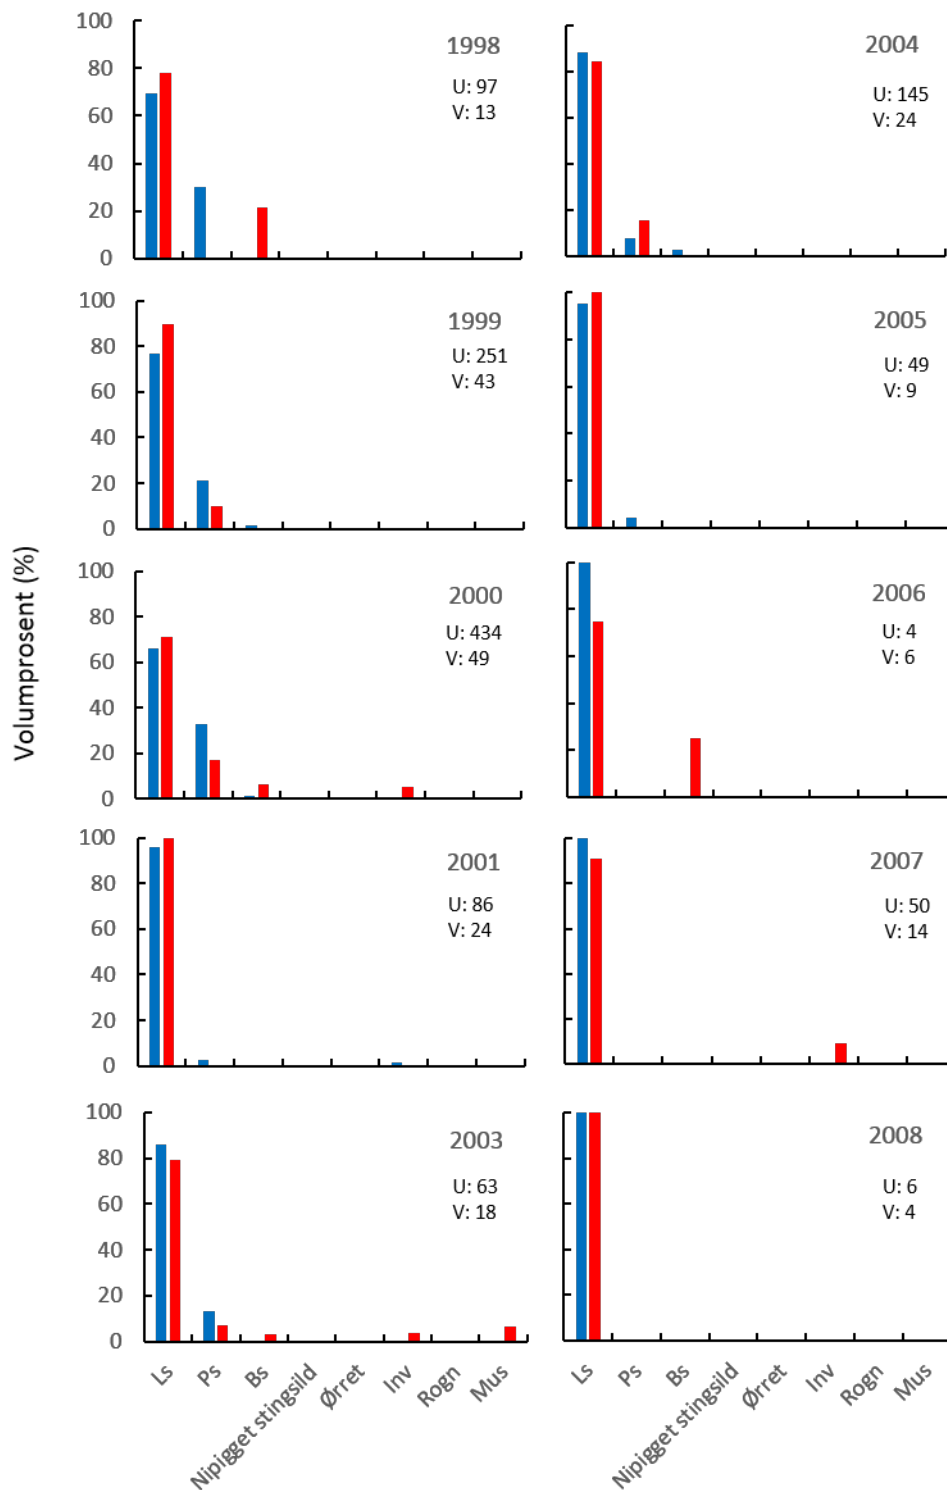 Volumprosent (%)
100
80
60
40
20
0
1998
U: 97
V: 13
2004
U: 145
V: 24
100
80
60
40
20
0
1999
U: 251
V: 43
2005
U: 49
V: 9
100
80
60
40
20
0
2000
U: 434
V: 49
2006
U: 4
V: 6
100
80
60
40
20
0
2001
U: 86
V: 24
2007
U: 50
V: 14
100
80
60
40
20
0
2003
U: 63
V: 18
2008
U: 6
V: 4
Ls
Ps
Bs
Nipigget stingsild
Ørret
Inv
Rogn
Mus
Ls
Ps
Bs
Nipigget stingsild
Ørret
Inv
Rogn
Mus